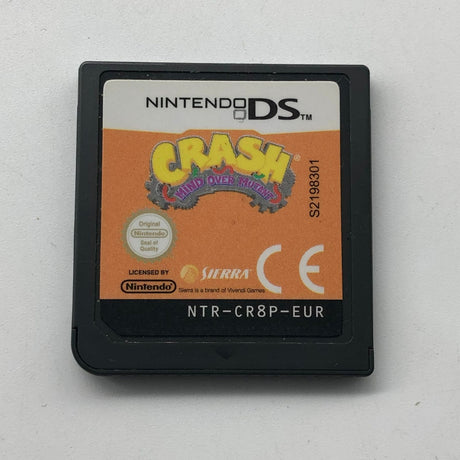 NINTENDO DS™
CRASH
MIND OVER MUTANT
S2198301
Original
Nintendo
Seal of
Quality
LICENSED BY
Nintendo
SIERRA
CE
Sierra is a brand of Vivendi Games
NTR-CR8P-EUR